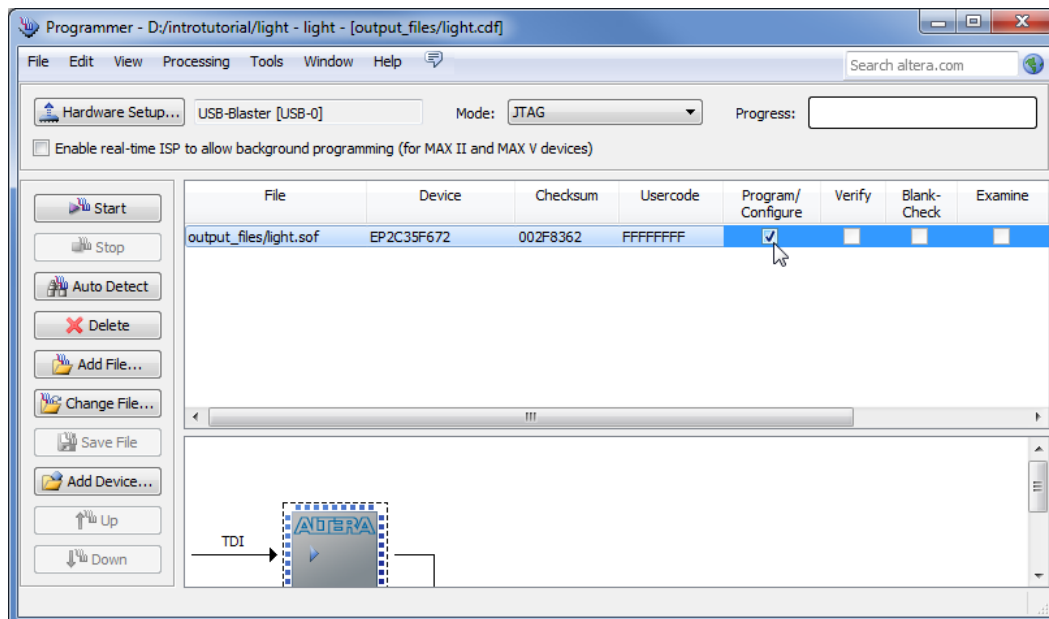 Programmer - D:/introtutorial/light - light - [output_files/light.cdf]
File Edit View Processing Tools Window Help
Search altera.com
Hardware Setup... USB-Blaster [USB-0] Mode: JTAG Progress:
Enable real-time ISP to allow background programming (for MAX II and MAX V devices)
File Device Checksum Usercode Program/ Configure Verify Blank- Check Examine
output_files/light.sof EP2C35F672 002F8362 FFFFFFFF
Start
Stop
Auto Detect
Delete
Add File...
Change File...
Save File
Add Device...
Up
Down
ALTERA
TDI